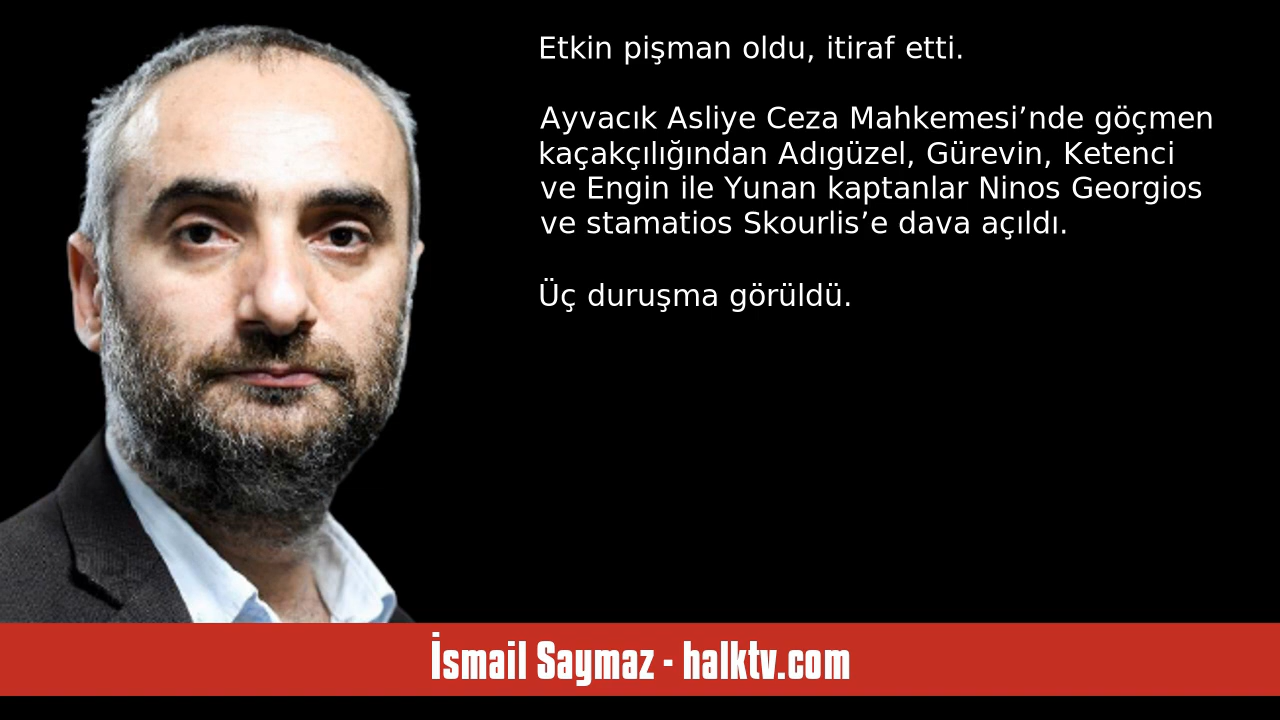 Etkin pişman oldu, itiraf etti.
Ayvacık Asliye Ceza Mahkemesi’nde göçmen
kaçakçılığından Adıgüzel, Gürevin, Ketenci
ve Engin ile Yunan kaptanlar Ninos Georgios
ve stamatios Skourlis’e dava açıldı.
Üç duruşma görüldü.
İsmail Saymaz - halktv.com